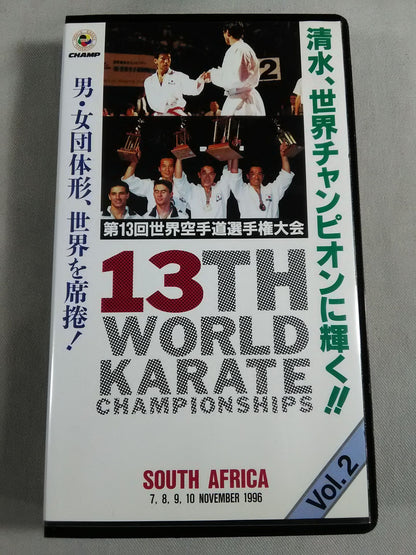 CHAMP
清水、世界チャンピオンに輝く!!
男・女団体形、世界を席捲!
2
第13回世界空手道選手権大会
13TH
WORLD
KARATE
CHAMPIONSHIPS
SOUTH AFRICA
7, 8, 9, 10 NOVEMBER 1996
Vol.2